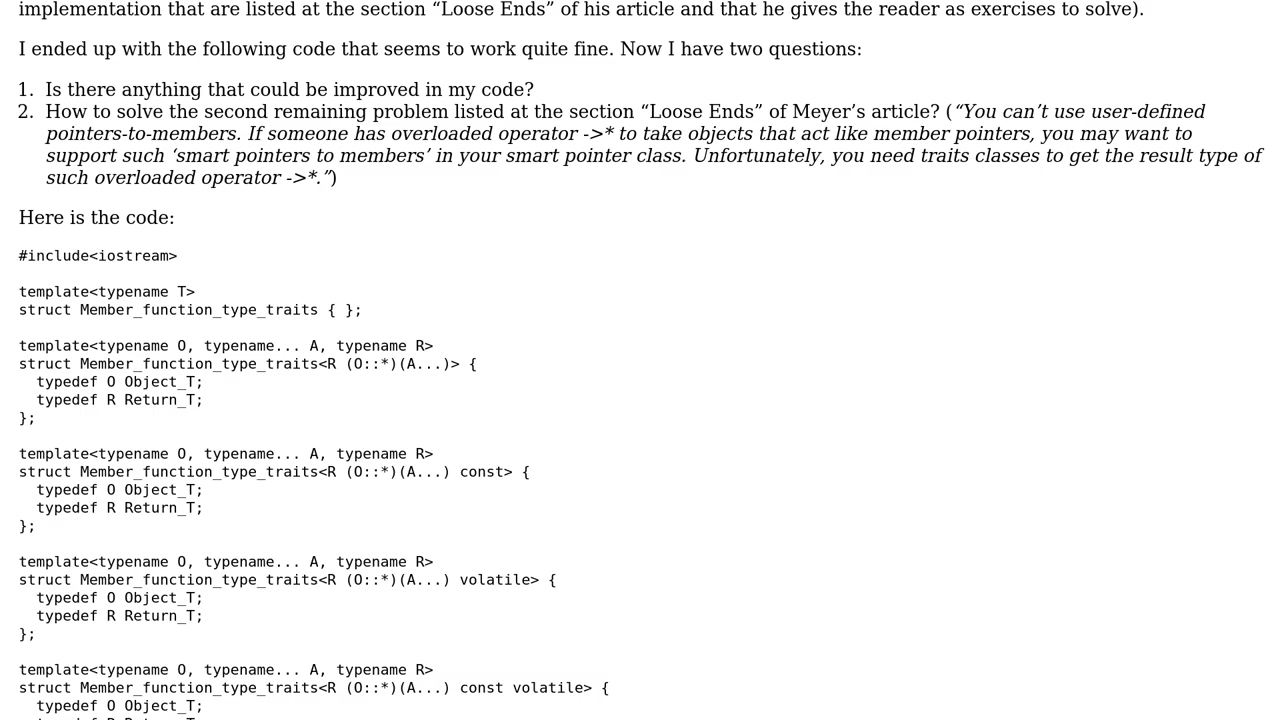 implementation that are listed at the section “Loose Ends” of his article and that he gives the reader as exercises to solve).
I ended up with the following code that seems to work quite fine. Now I have two questions:
1. Is there anything that could be improved in my code?
2. How to solve the second remaining problem listed at the section “Loose Ends” of Meyer’s article? (“You can’t use user-defined
pointers-to-members. If someone has overloaded operator ->* to take objects that act like member pointers, you may want to
support such ‘smart pointers to members’ in your smart pointer class. Unfortunately, you need traits classes to get the result type of
such overloaded operator ->*.”)
Here is the code:
#include<iostream>
template<typename T>
struct Member_function_type_traits { };
template<typename O, typename... A, typename R>
struct Member_function_type_traits<R (O::*)(A...)> {
  typedef O Object_T;
  typedef R Return_T;
};
template<typename O, typename... A, typename R>
struct Member_function_type_traits<R (O::*)(A...) const> {
  typedef O Object_T;
  typedef R Return_T;
};
template<typename O, typename... A, typename R>
struct Member_function_type_traits<R (O::*)(A...) volatile> {
  typedef O Object_T;
  typedef R Return_T;
};
template<typename O, typename... A, typename R>
struct Member_function_type_traits<R (O::*)(A...) const volatile> {
  typedef O Object_T;